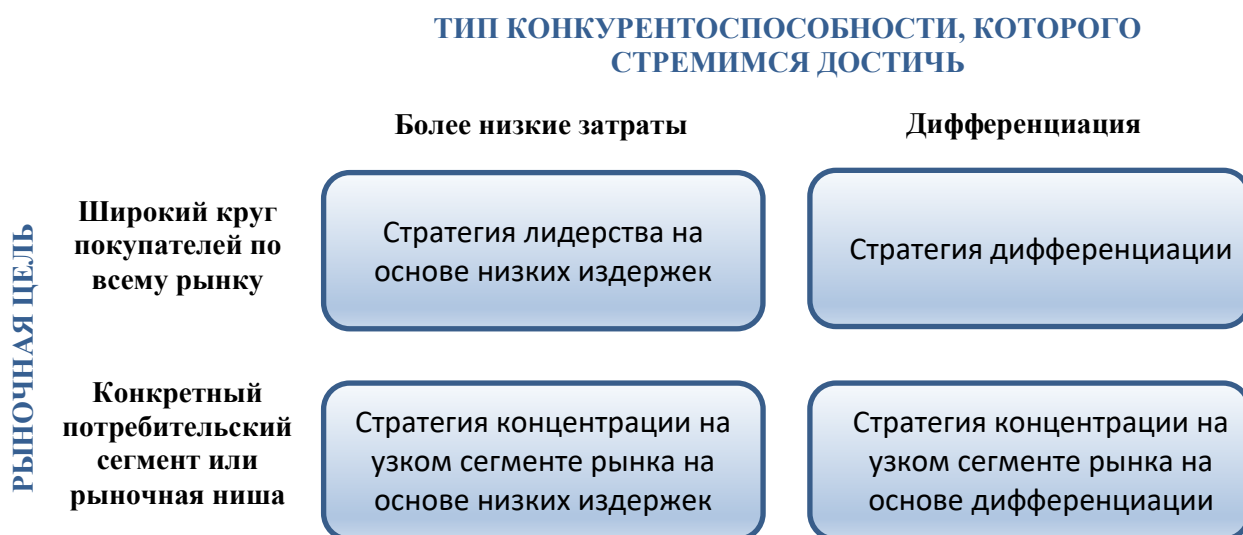 ТИП КОНКУРЕНТОСПОСОБНОСТИ, КОТОРОГО
СТРЕМИМСЯ ДОСТИЧЬ
Более низкие затраты
Дифференциация
РЫНОЧНАЯ ЦЕЛЬ
Широкий круг
покупателей по
всему рынку
Стратегия лидерства на
основе низких издержек
Стратегия дифференциации
Конкретный
потребительский
сегмент или
рыночная ниша
Стратегия концентрации на
узком сегменте рынка на
основе низких издержек
Стратегия концентрации на
узком сегменте рынка на
основе дифференциации